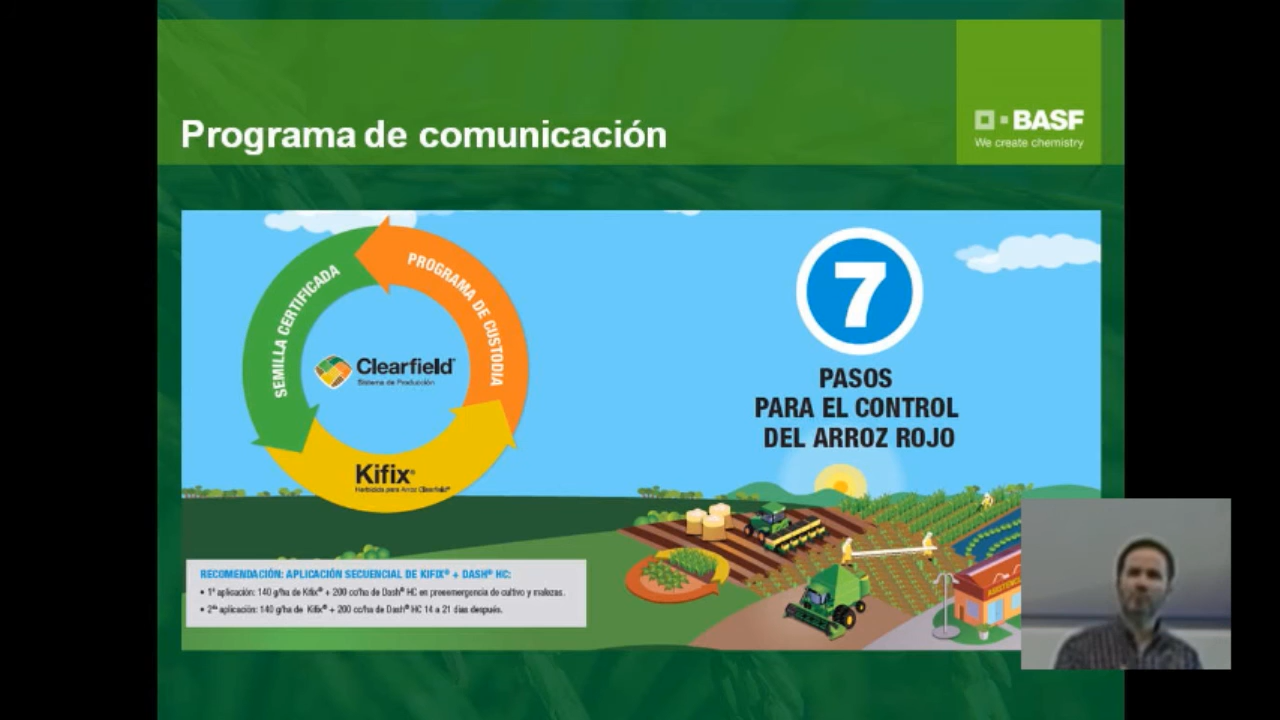 Programa de comunicación
BASF
We create chemistry
SEMILLA CERTIFICADA
PROGRAMA DE CUSTODIA
Clearfield®
Sistema de Producción
Kifix®
Herbicida para Arroz Clearfield®
7
PASOS
PARA EL CONTROL
DEL ARROZ ROJO
RECOMENDACIÓN: APLICACIÓN SECUENCIAL DE KIFIX® + DASH® HC:
• 1ª aplicación: 140 g/ha de Kifix® + 200 cc/ha de Dash® HC en preemergencia de cultivo y malezas.
• 2ªᵃ aplicación: 140 g/ha de Kifix® + 200 cc/ha de Dash® HC 14 a 21 días después.